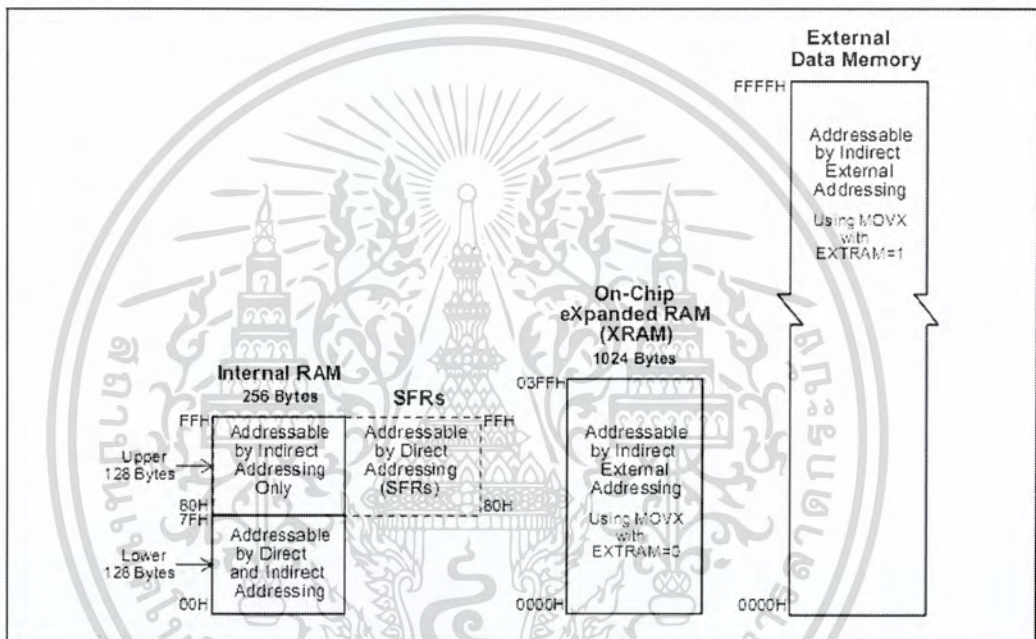 External
Data Memory
FFFFH
Addressable
by Indirect
External
Addressing
Using MOVX
with
EXTRAM=1
0000H
On-Chip
eXpanded RAM
(XRAM)
1024 Bytes
03FFH
Addressable
by Indirect
External
Addressing
Using MOVX
with
EXTRAM=0
0000H
Internal RAM
256 Bytes
SFRs
FFH
FFH
Upper
128 Bytes
Addressable
by Indirect
Addressing
Only
Addressable
by Direct
Addressing
(SFRs)
80H
80H
7FH
Lower
128 Bytes
Addressable
by Direct
and Indirect
Addressing
00H